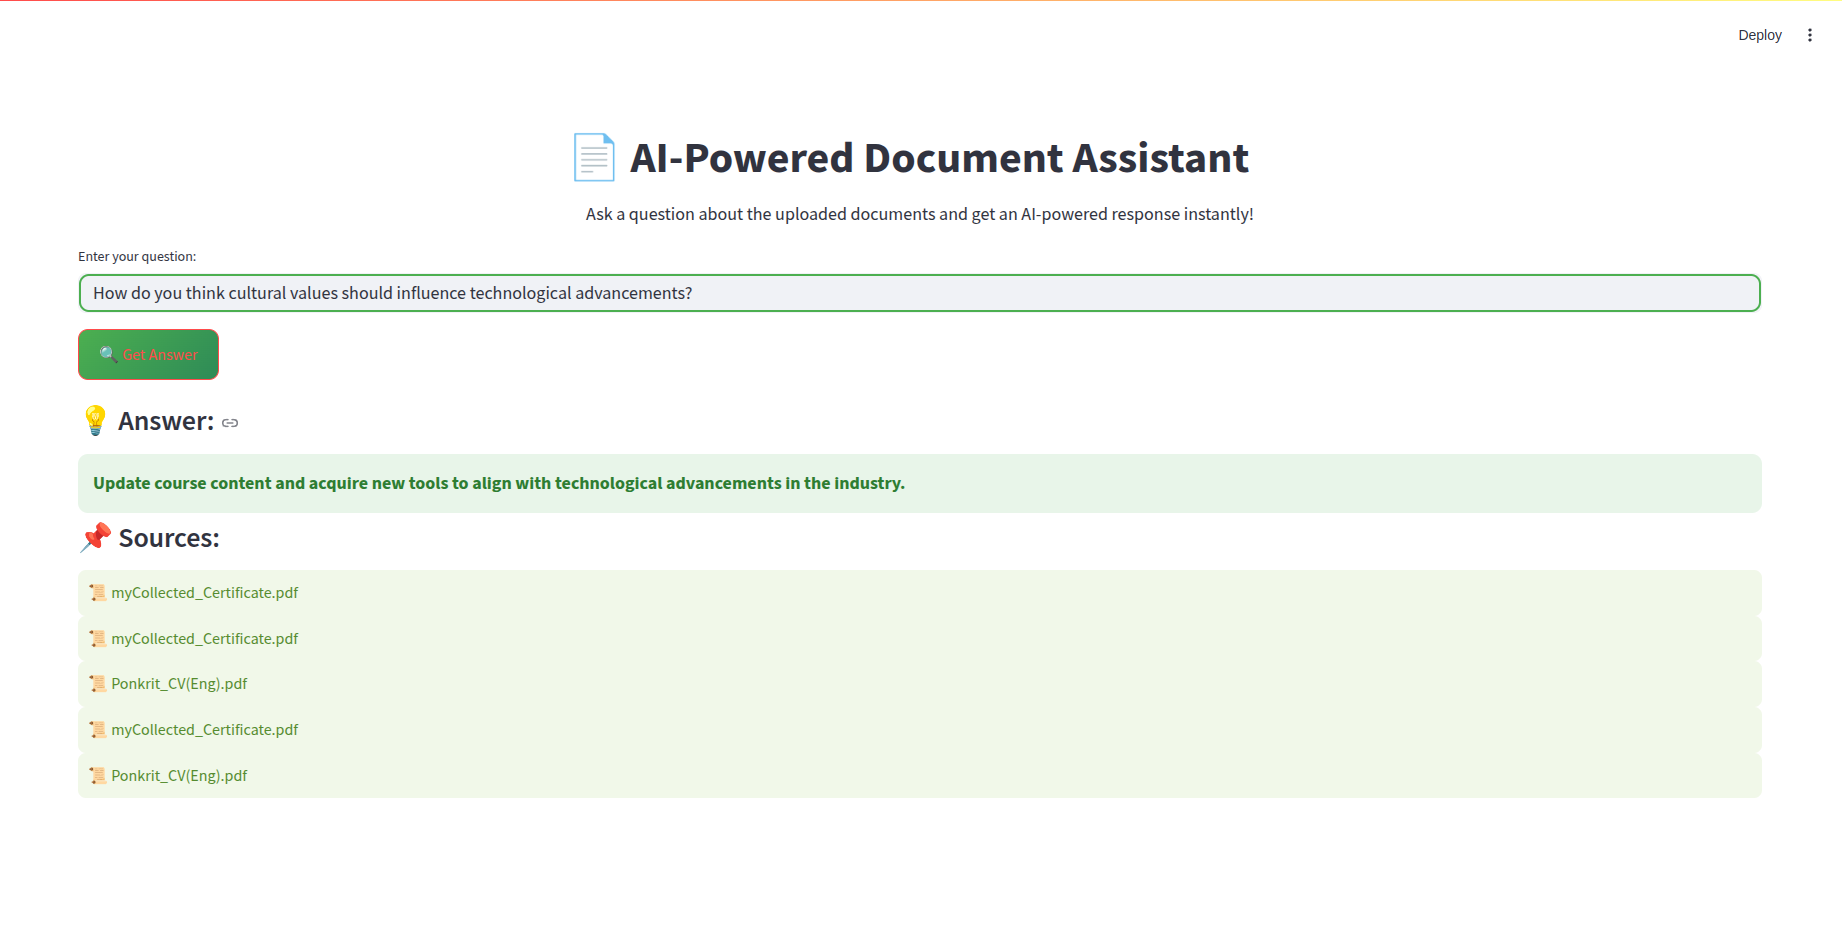 Deploy
AI-Powered Document Assistant
Ask a question about the uploaded documents and get an AI-powered response instantly!
Enter your question:
How do you think cultural values should influence technological advancements?
Get Answer
Answer:
Update course content and acquire new tools to align with technological advancements in the industry.
Sources:
myCollected_Certificate.pdf
myCollected_Certificate.pdf
Ponkrit_CV(Eng).pdf
myCollected_Certificate.pdf
Ponkrit_CV(Eng).pdf